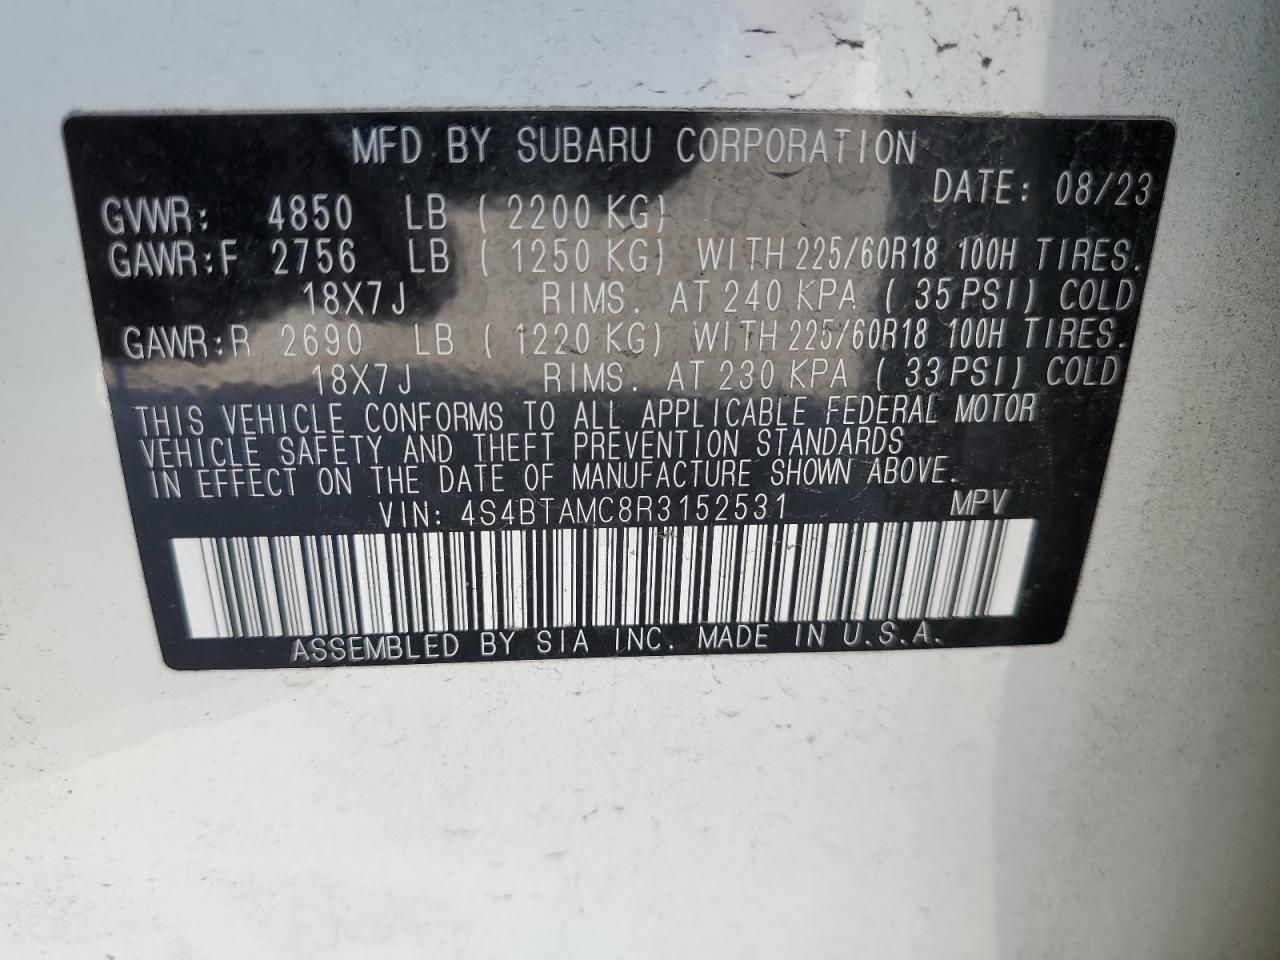 MFD BY SUBARU CORPORATION
DATE: 08/23
GVWR: 4850 LB (2200 KG)
GAWR:F 2756 LB (1250 KG) WITH 225/60R18 100H TIRES.
18X7J RIMS. AT 240 KPA (35 PSI) COLD
GAWR:R 2690 LB (1220 KG) WITH 225/60R18 100H TIRES.
18X7J RIMS. AT 230 KPA (33 PSI) COLD
THIS VEHICLE CONFORMS TO ALL APPLICABLE FEDERAL MOTOR
VEHICLE SAFETY AND THEFT PREVENTION STANDARDS
IN EFFECT ON THE DATE OF MANUFACTURE SHOWN ABOVE.
VIN: 4S4BTAMC8R3152531 MPV
ASSEMBLED BY SIA INC. MADE IN U.S.A.